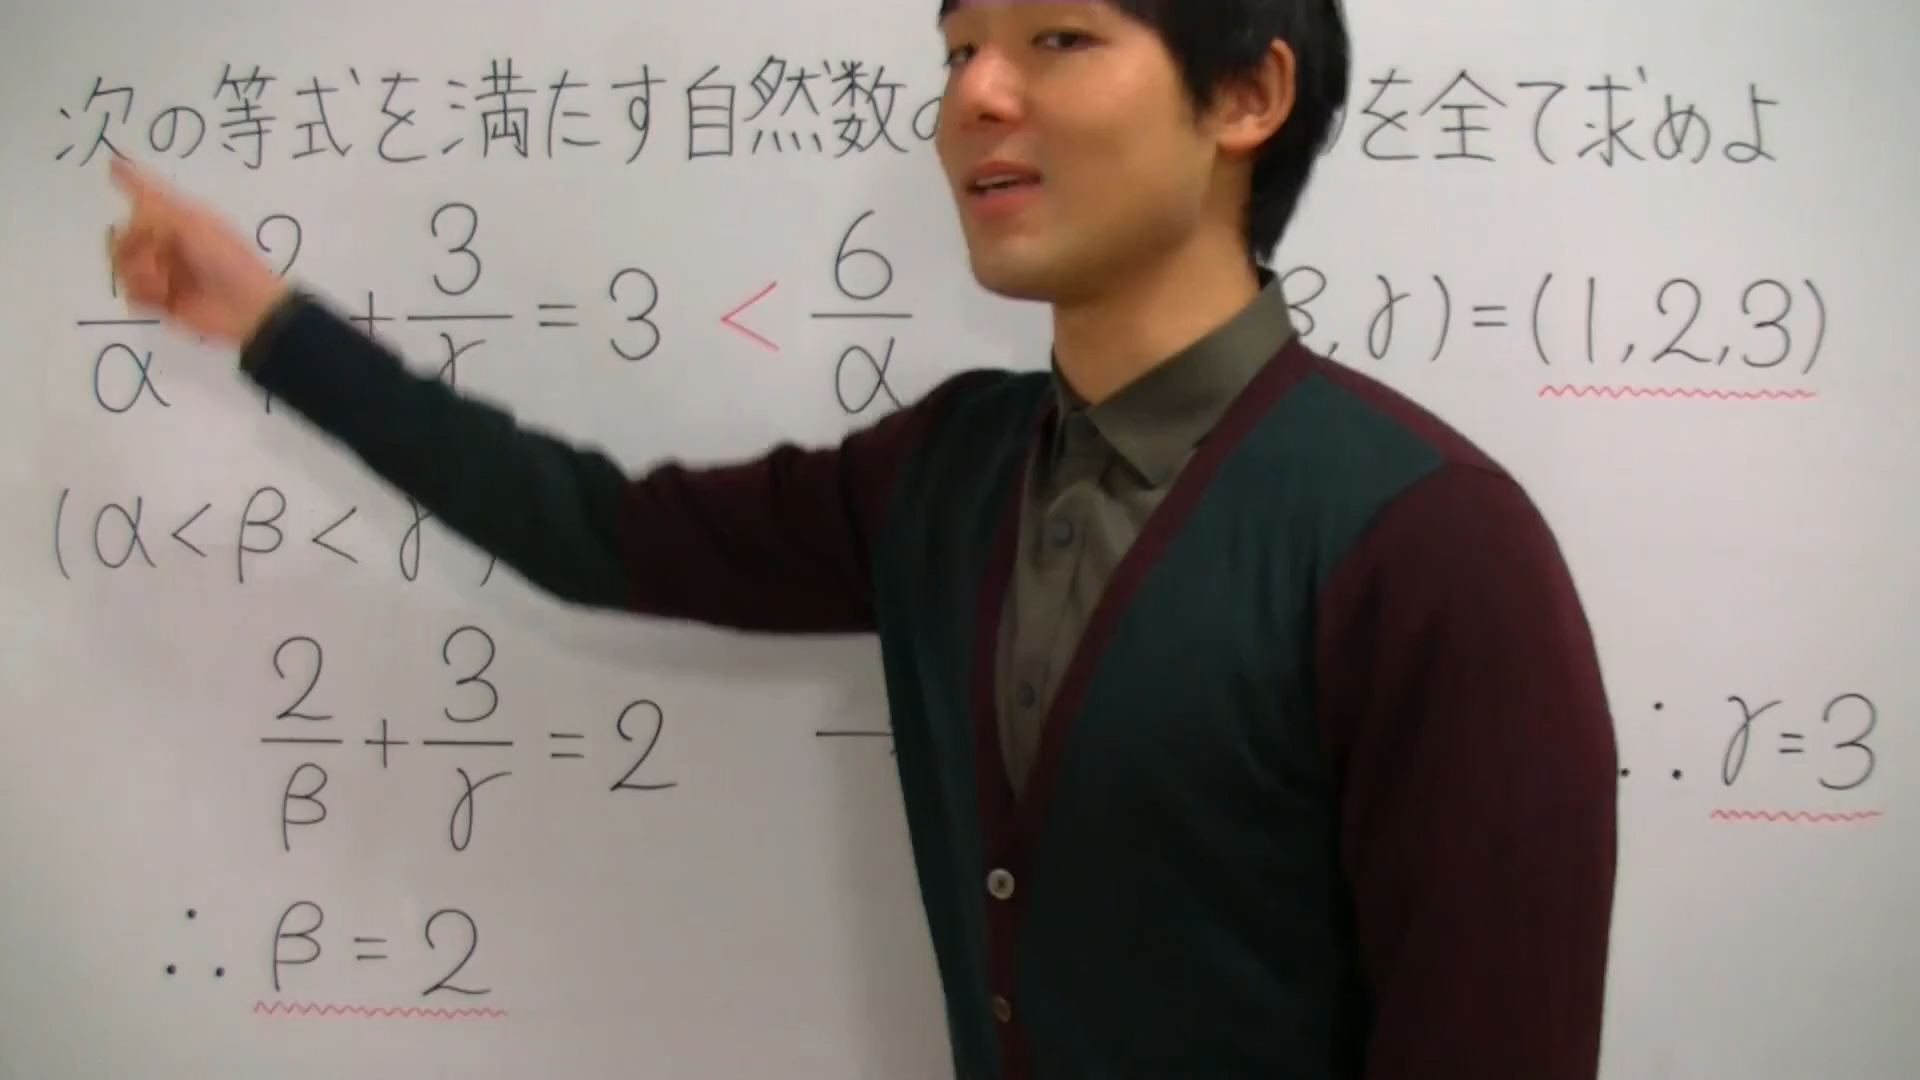 次の等式を満たす自然数の を全て求めよ
1/α 2 + 3/γ = 3 < 6/α
β, γ) = (1, 2, 3)
(α < β < γ)
2/β + 3/γ = 2
∴ γ = 3
∴ β = 2